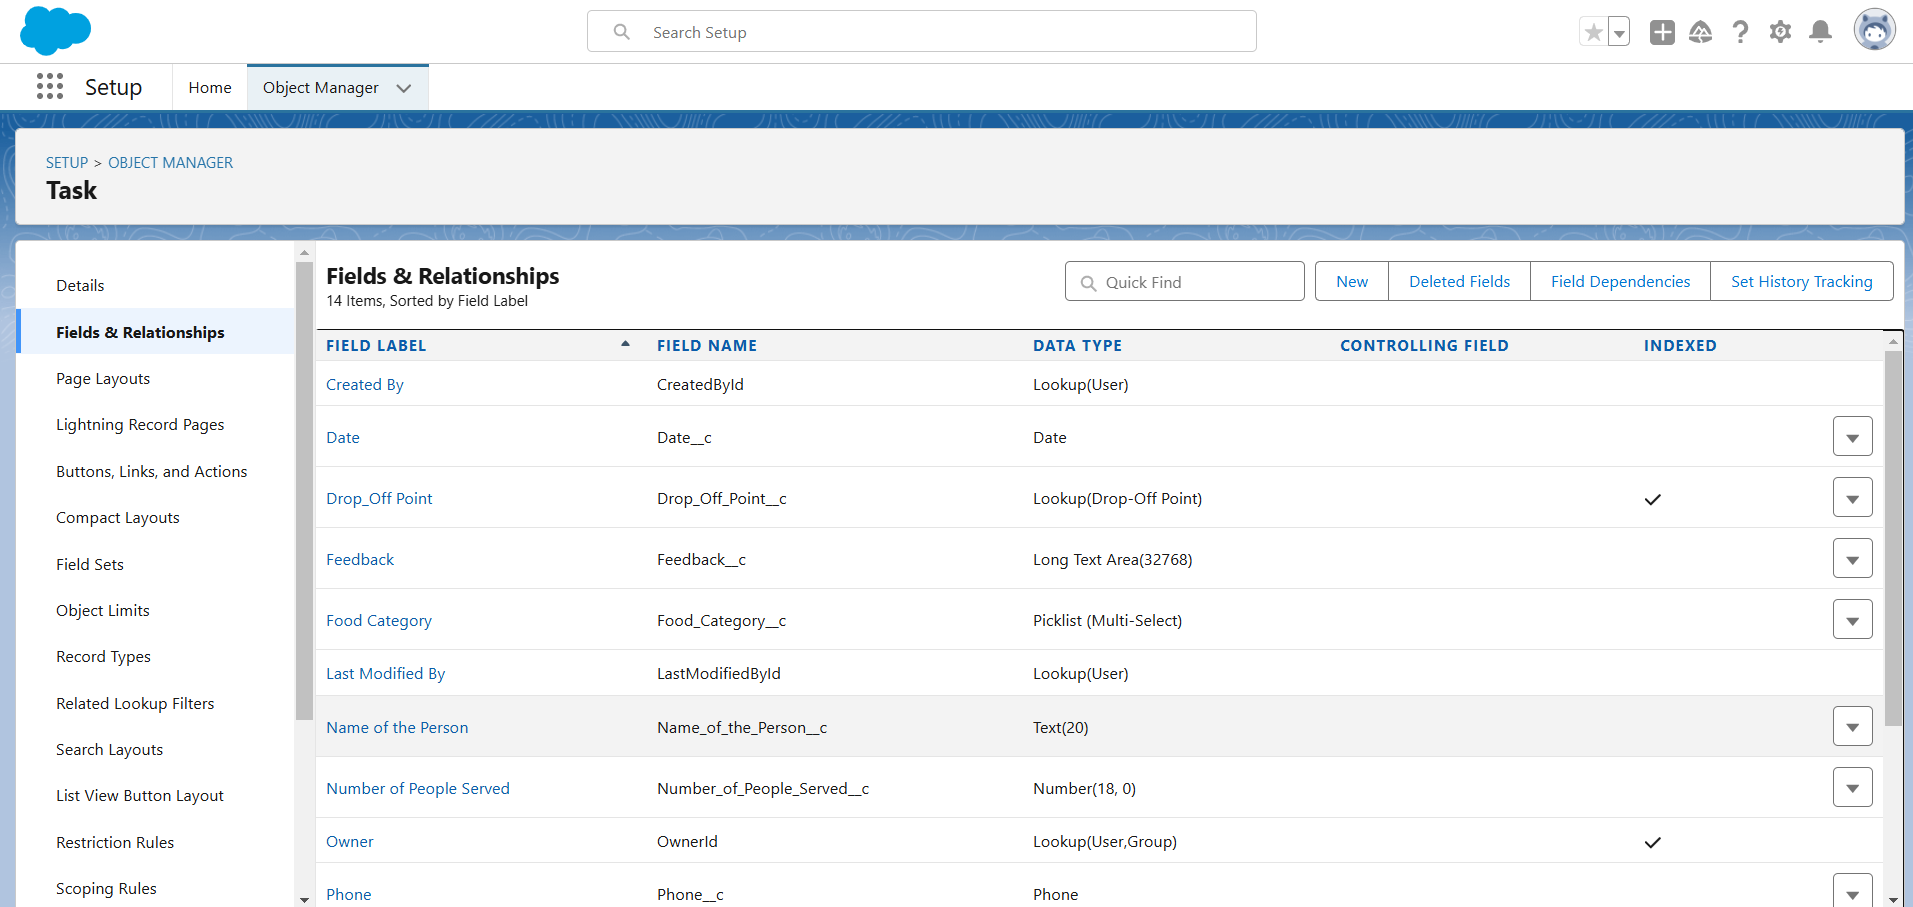 Search Setup
Setup
Home
Object Manager
SETUP > OBJECT MANAGER
Task
Details
Fields & Relationships
Page Layouts
Lightning Record Pages
Buttons, Links, and Actions
Compact Layouts
Field Sets
Object Limits
Record Types
Related Lookup Filters
Search Layouts
List View Button Layout
Restriction Rules
Scoping Rules
Fields & Relationships
14 Items, Sorted by Field Label
Quick Find
New
Deleted Fields
Field Dependencies
Set History Tracking
FIELD LABEL FIELD NAME DATA TYPE CONTROLLING FIELD INDEXED
Created By CreatedById Lookup(User)
Date Date__c Date
Drop_Off Point Drop_Off_Point__c Lookup(Drop-Off Point)
Feedback Feedback__c Long Text Area(32768)
Food Category Food_Category__c Picklist (Multi-Select)
Last Modified By LastModifiedById Lookup(User)
Name of the Person Name_of_the_Person__c Text(20)
Number of People Served Number_of_People_Served__c Number(18, 0)
Owner OwnerId Lookup(User,Group)
Phone Phone__c Phone